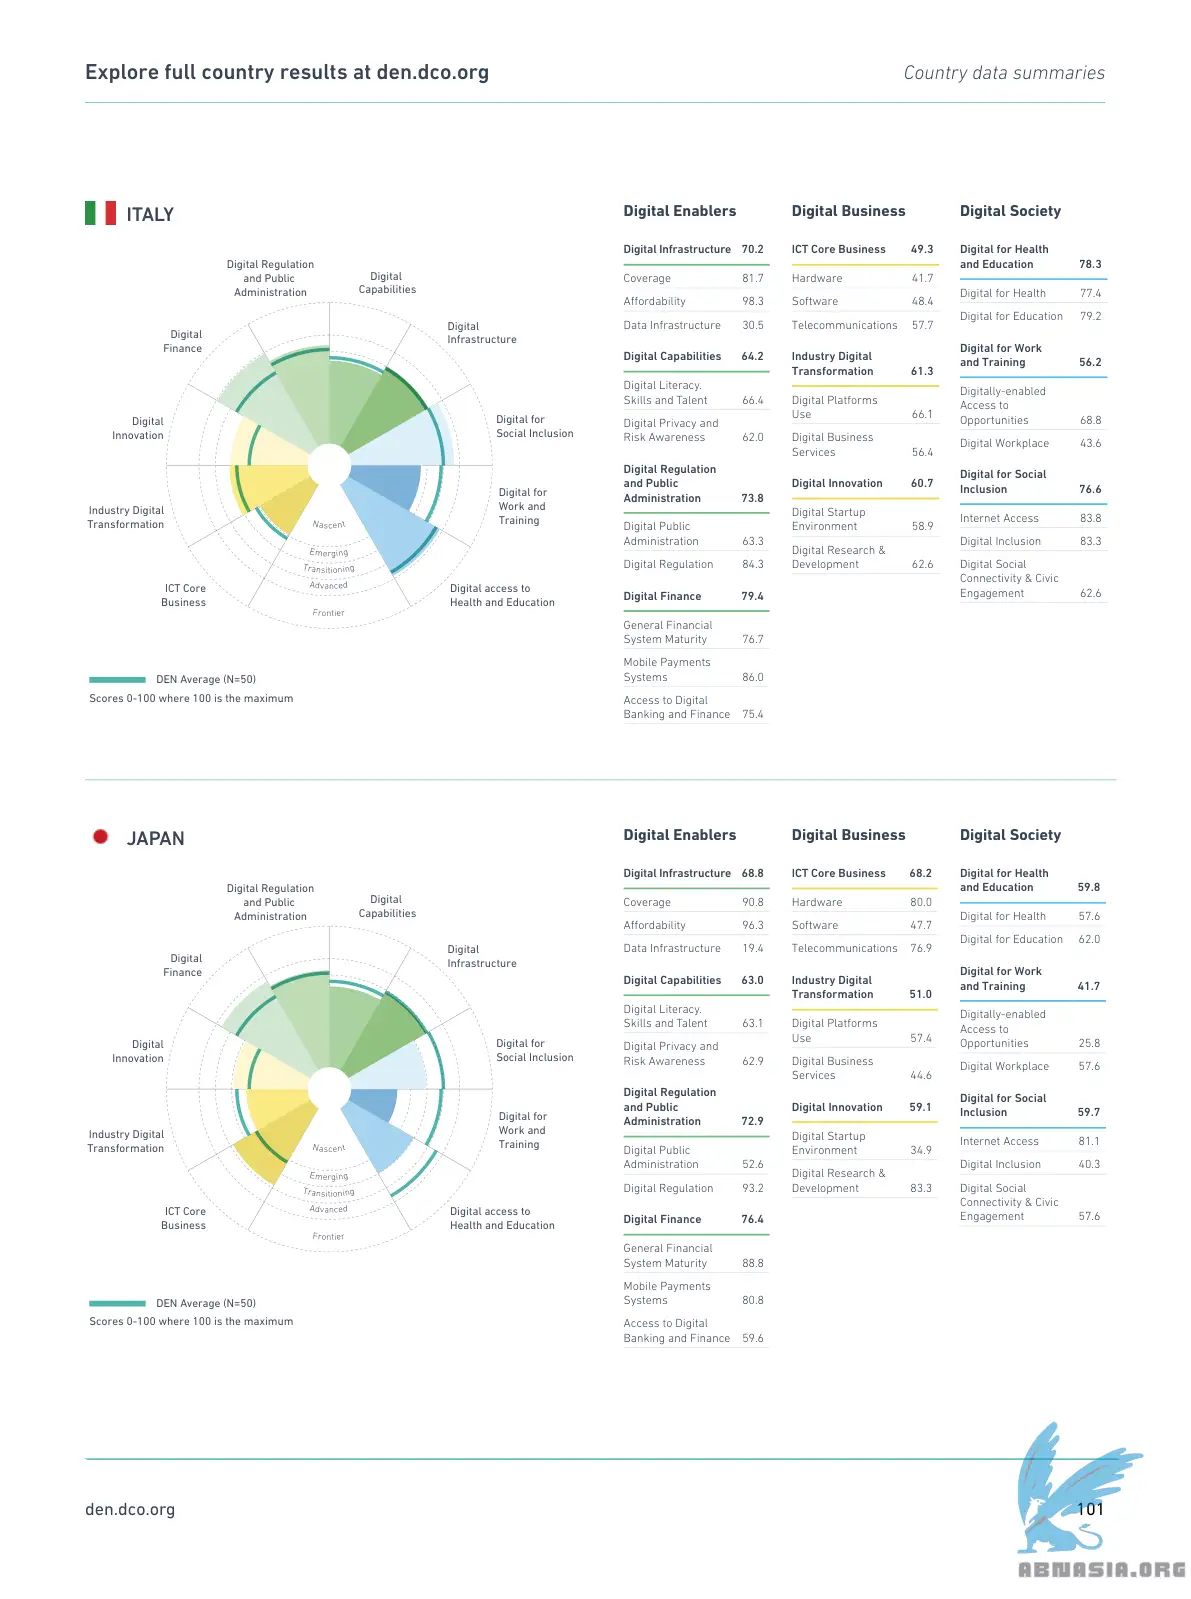 Explore full country results at den.dco.org
Country data summaries
ITALY
Digital Regulation
and Public
Administration
Digital
Capabilities
Digital
Infrastructure
Digital
Finance
Digital
Innovation
Digital for
Social Inclusion
Industry Digital
Transformation
Digital for
Work and
Training
ICT Core
Business
Digital access to
Health and Education
Nascent
Emerging
Transitioning
Advanced
Frontier
DEN Average (N=50)
Scores 0-100 where 100 is the maximum
Digital Enablers
Digital Infrastructure 70.2
Coverage 81.7
Affordability 98.3
Data Infrastructure 30.5
Digital Capabilities 64.2
Digital Literacy.
Skills and Talent 66.4
Digital Privacy and
Risk Awareness 62.0
Digital Regulation
and Public
Administration 73.8
Digital Public
Administration 63.3
Digital Regulation 84.3
Digital Finance 79.4
General Financial
System Maturity 76.7
Mobile Payments
Systems 86.0
Access to Digital
Banking and Finance 75.4
Digital Business
ICT Core Business 49.3
Hardware 41.7
Software 48.4
Telecommunications 57.7
Industry Digital
Transformation 61.3
Digital Platforms
Use 66.1
Digital Business
Services 56.4
Digital Innovation 60.7
Digital Startup
Environment 58.9
Digital Research &
Development 62.6
Digital Society
Digital for Health
and Education 78.3
Digital for Health 77.4
Digital for Education 79.2
Digital for Work
and Training 56.2
Digitally-enabled
Access to
Opportunities 68.8
Digital Workplace 43.6
Digital for Social
Inclusion 76.6
Internet Access 83.8
Digital Inclusion 83.3
Digital Social
Connectivity & Civic
Engagement 62.6
JAPAN
Digital Regulation
and Public
Administration
Digital
Capabilities
Digital
Infrastructure
Digital
Finance
Digital
Innovation
Digital for
Social Inclusion
Industry Digital
Transformation
Digital for
Work and
Training
ICT Core
Business
Digital access to
Health and Education
Nascent
Emerging
Transitioning
Advanced
Frontier
DEN Average (N=50)
Scores 0-100 where 100 is the maximum
Digital Enablers
Digital Infrastructure 68.8
Coverage 90.8
Affordability 96.3
Data Infrastructure 19.4
Digital Capabilities 63.0
Digital Literacy.
Skills and Talent 63.1
Digital Privacy and
Risk Awareness 62.9
Digital Regulation
and Public
Administration 72.9
Digital Public
Administration 52.6
Digital Regulation 93.2
Digital Finance 76.4
General Financial
System Maturity 88.8
Mobile Payments
Systems 80.8
Access to Digital
Banking and Finance 59.6
Digital Business
ICT Core Business 68.2
Hardware 80.0
Software 47.7
Telecommunications 76.9
Industry Digital
Transformation 51.0
Digital Platforms
Use 57.4
Digital Business
Services 44.6
Digital Innovation 59.1
Digital Startup
Environment 34.9
Digital Research &
Development 83.3
Digital Society
Digital for Health
and Education 59.8
Digital for Health 57.6
Digital for Education 62.0
Digital for Work
and Training 41.7
Digitally-enabled
Access to
Opportunities 25.8
Digital Workplace 57.6
Digital for Social
Inclusion 59.7
Internet Access 81.1
Digital Inclusion 40.3
Digital Social
Connectivity & Civic
Engagement 57.6
den.dco.org
101
ABNASIA.ORG